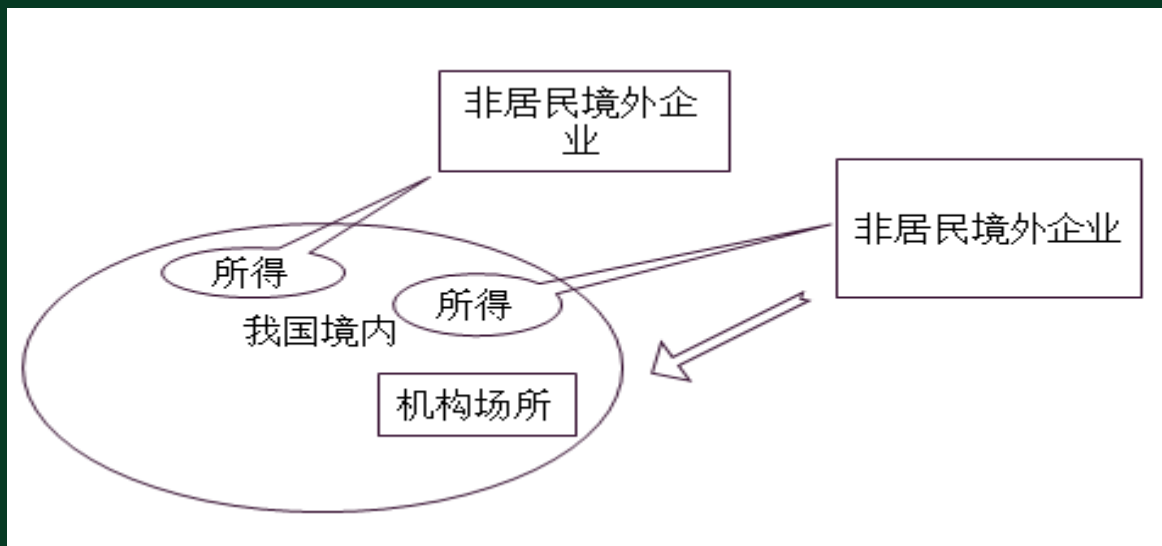 非居民境外企
业
非居民境外企业
所得
所得
我国境内
机构场所